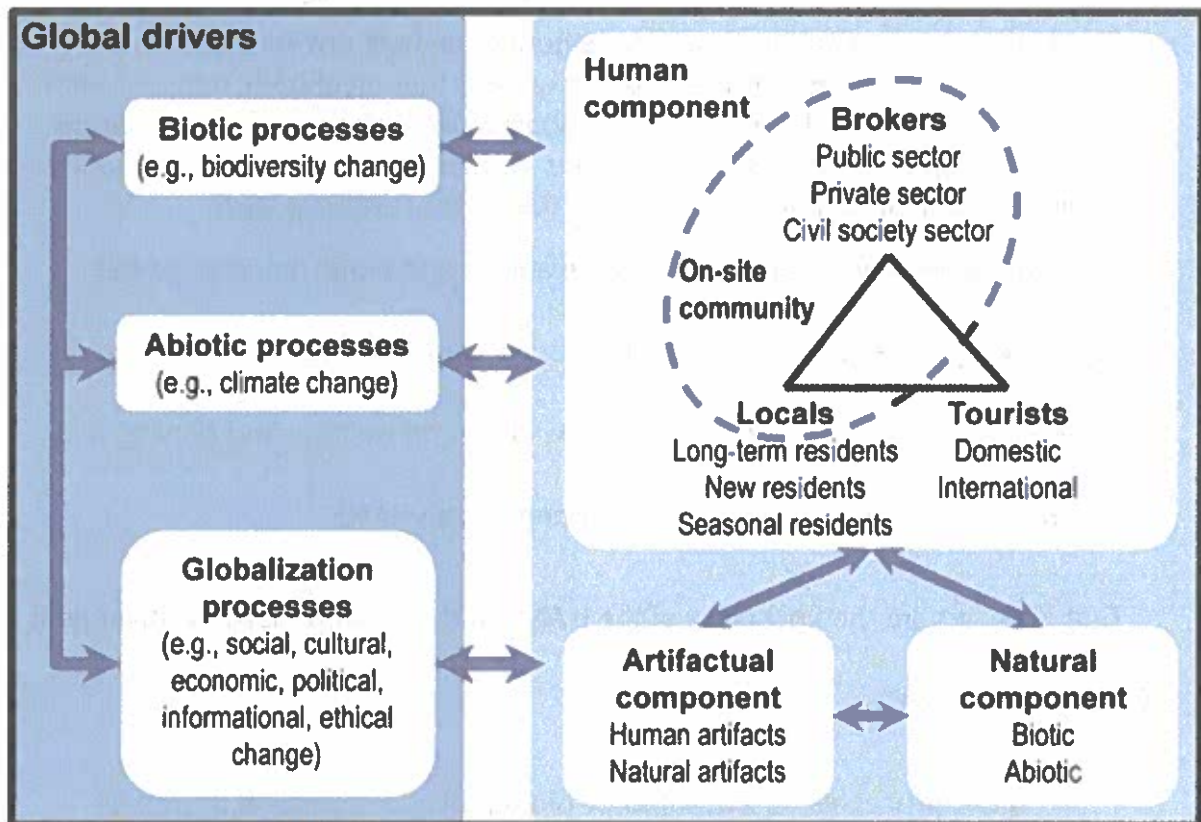 Global drivers
Biotic processes
(e.g., biodiversity change)
Abiotic processes
(e.g., climate change)
Globalization
processes
(e.g., social, cultural,
economic, political,
informational, ethical
change)
Human
component
Brokers
Public sector
Private sector
Civil society sector
On-site
community
Locals
Long-term residents
New residents
Seasonal residents
Tourists
Domestic
International
Artifactual
component
Human artifacts
Natural artifacts
Natural
component
Biotic
Abiotic